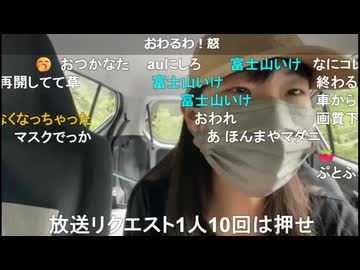 おわるわ！怒
🤗 おつかなた auにしろ 富士山いけ なにコレ
再開してて草 富士山いけ 終わる
富士山いけ 車から
なくなっちゃった おわれ 画質下
マスクでっか あ ほんまやマダニ
ぷとふ
放送リクエスト1人10回は押せ